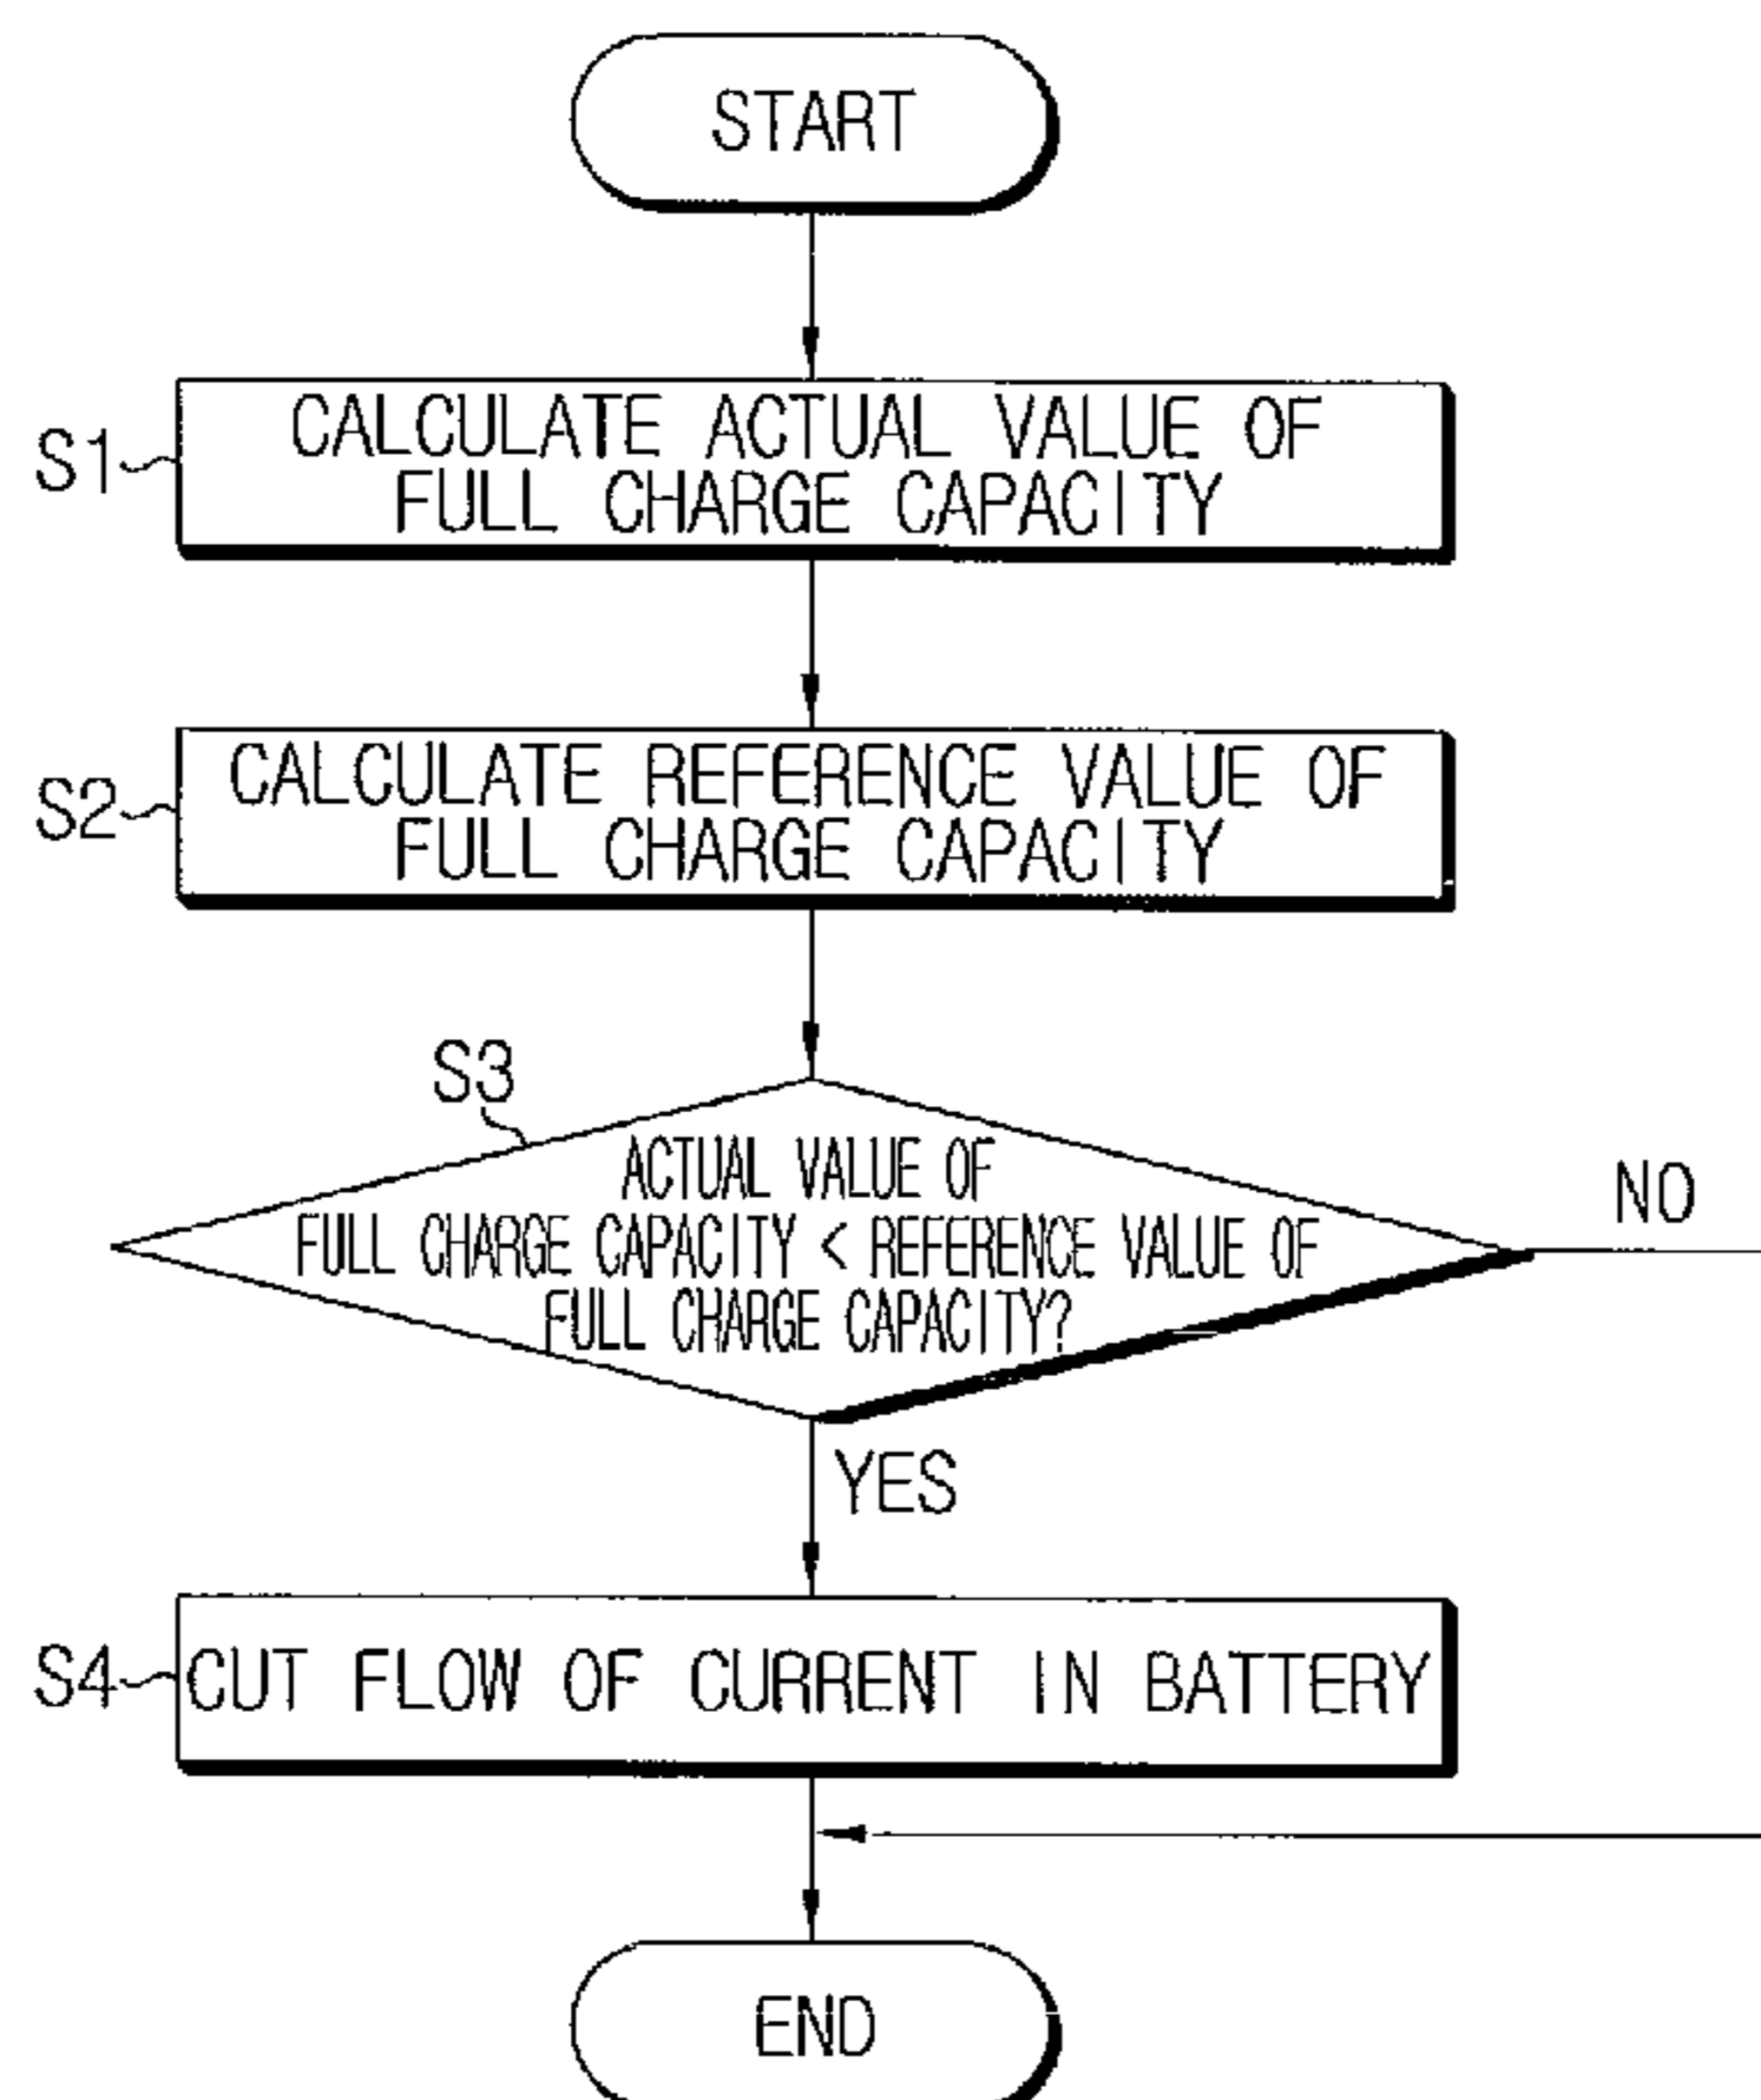 START
S1
CALCULATE ACTUAL VALUE OF
FULL CHARGE CAPACITY
S2
CALCULATE REFERENCE VALUE OF
FULL CHARGE CAPACITY
S3
ACTUAL VALUE OF
FULL CHARGE CAPACITY < REFERENCE VALUE OF
FULL CHARGE CAPACITY?
NO
YES
S4
CUT FLOW OF CURRENT IN BATTERY
END